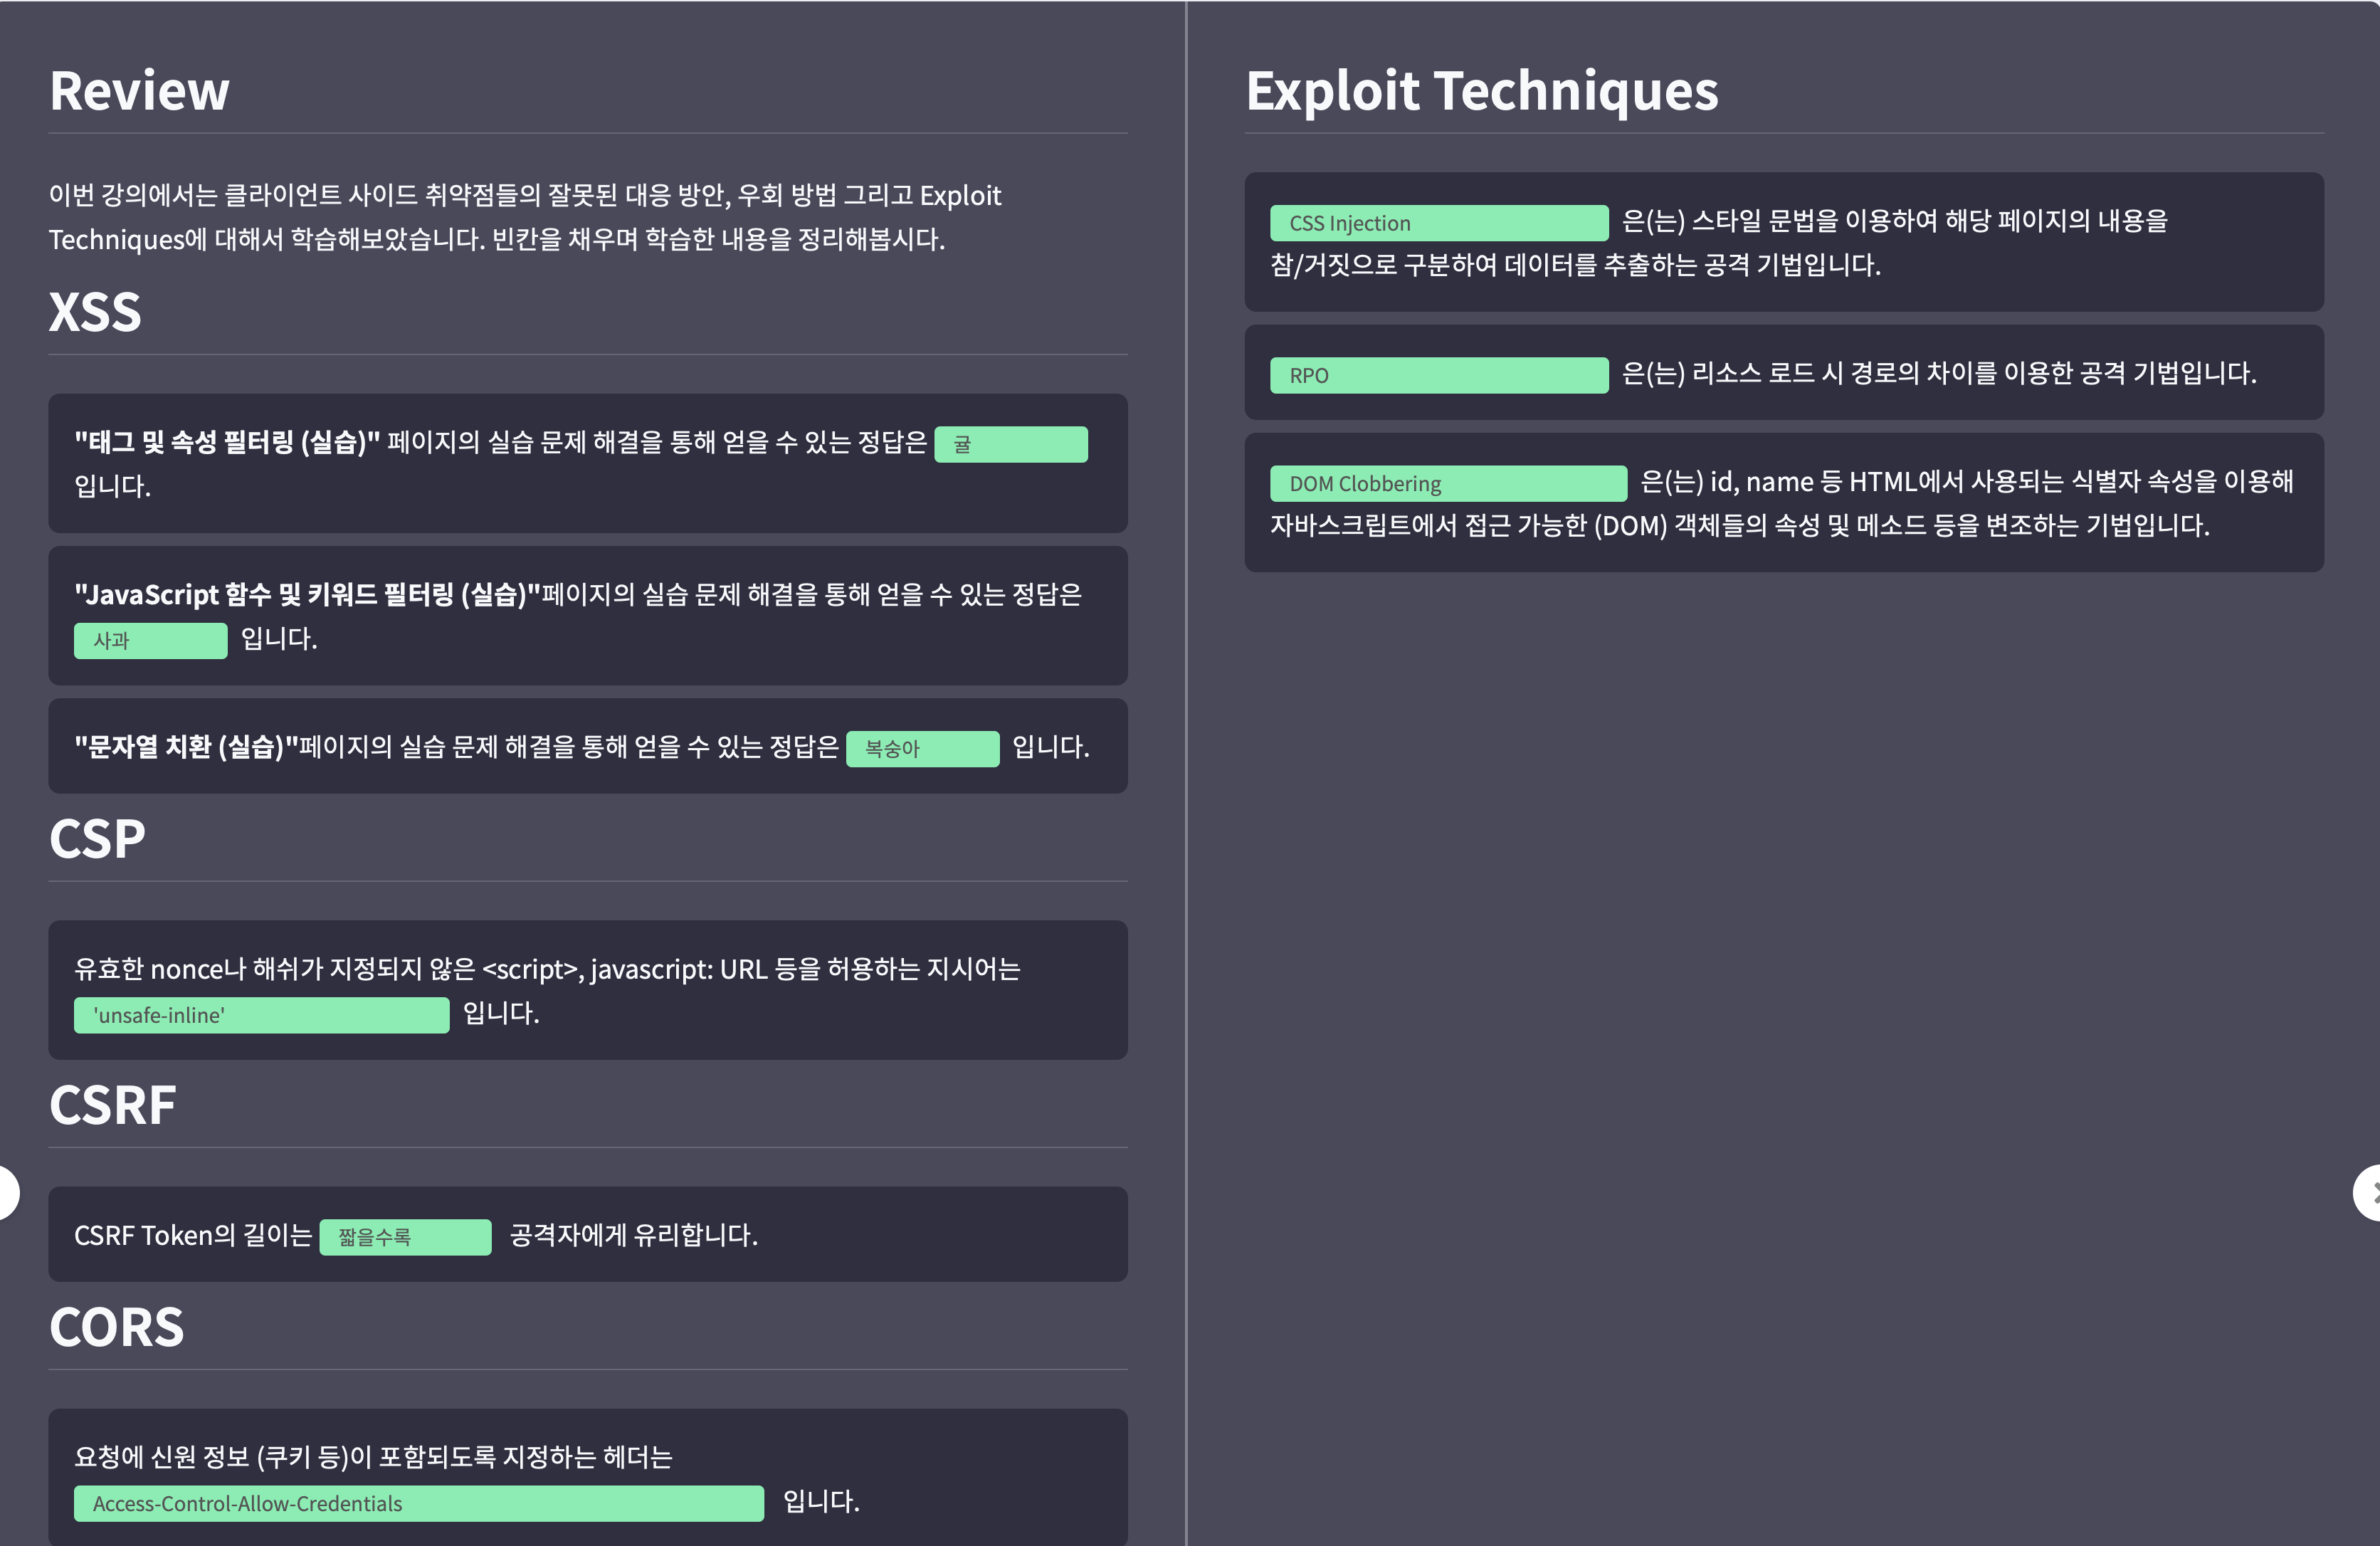 Review
이번 강의에서는 클라이언트 사이드 취약점들의 잘못된 대응 방안, 우회 방법 그리고 Exploit
Techniques에 대해서 학습해보았습니다. 빈칸을 채우며 학습한 내용을 정리해봅시다.
XSS
"태그 및 속성 필터링 (실습)" 페이지의 실습 문제 해결을 통해 얻을 수 있는 정답은 귤
입니다.
"JavaScript 함수 및 키워드 필터링 (실습)"페이지의 실습 문제 해결을 통해 얻을 수 있는 정답은
사과 입니다.
"문자열 치환 (실습)"페이지의 실습 문제 해결을 통해 얻을 수 있는 정답은 복숭아 입니다.
CSP
유효한 nonce나 해쉬가 지정되지 않은 <script>, javascript: URL 등을 허용하는 지시어는
'unsafe-inline' 입니다.
CSRF
CSRF Token의 길이는 짧을수록 공격자에게 유리합니다.
CORS
요청에 신원 정보 (쿠키 등)이 포함되도록 지정하는 헤더는
Access-Control-Allow-Credentials 입니다.
Exploit Techniques
CSS Injection 은(는) 스타일 문법을 이용하여 해당 페이지의 내용을
참/거짓으로 구분하여 데이터를 추출하는 공격 기법입니다.
RPO 은(는) 리소스 로드 시 경로의 차이를 이용한 공격 기법입니다.
DOM Clobbering 은(는) id, name 등 HTML에서 사용되는 식별자 속성을 이용해
자바스크립트에서 접근 가능한 (DOM) 객체들의 속성 및 메소드 등을 변조하는 기법입니다.